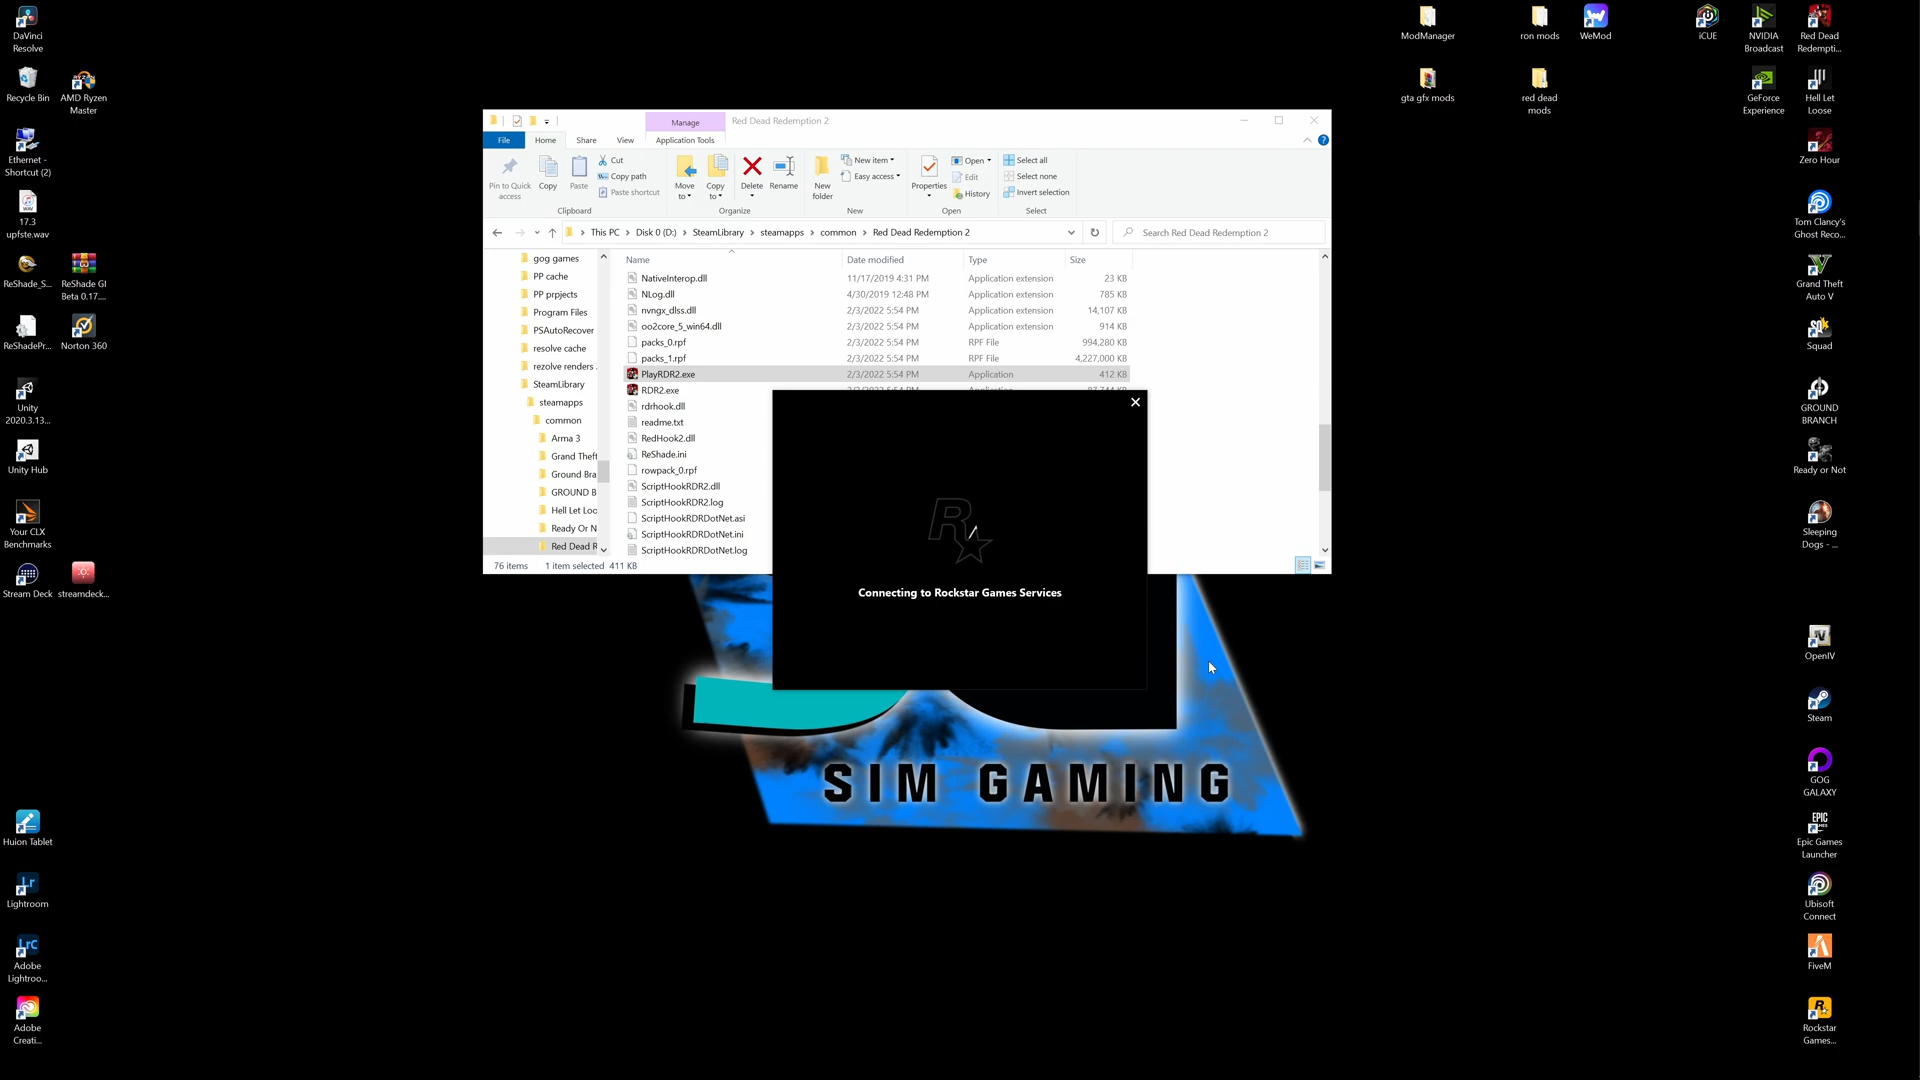 DaVinci
Resolve
Recycle Bin
AMD Ryzen
Master
Ethernet -
Shortcut (2)
17.3
upfste.wav
ReShade_S...
ReShade GI
Beta 0.17....
ReShadePr...
Norton 360
Unity
2020.3.13...
Unity Hub
Your CLX
Benchmarks
Stream Deck
streamdeck...
Huion Tablet
Lightroom
Adobe
Lightroo...
Adobe
Creati...
Manage
Red Dead Redemption 2
File
Home
Share
View
Application Tools
Pin to Quick
access
Copy
Paste
Cut
Copy path
Paste shortcut
Clipboard
Move
to
Copy
to
Delete
Rename
Organize
New
folder
New item
Easy access
New
Properties
Open
Edit
History
Open
Select all
Select none
Invert selection
Select
This PC > Disk 0 (D:) > SteamLibrary > steamapps > common > Red Dead Redemption 2
Search Red Dead Redemption 2
gog games
PP cache
PP prpjects
Program Files
PSAutoRecover
resolve cache
rezolve renders
SteamLibrary
steamapps
common
Arma 3
Grand Theft
Ground Bra
GROUND B
Hell Let Loo
Ready Or N
Red Dead R
Name Date modified Type Size
NativeInterop.dll 11/17/2019 4:31 PM Application extension 23 KB
NLog.dll 4/30/2019 12:48 PM Application extension 785 KB
nvngx_dlss.dll 2/3/2022 5:54 PM Application extension 14,107 KB
oo2core_5_win64.dll 2/3/2022 5:54 PM Application extension 914 KB
packs_0.rpf 2/3/2022 5:54 PM RPF File 994,280 KB
packs_1.rpf 2/3/2022 5:54 PM RPF File 4,227,000 KB
PlayRDR2.exe 2/3/2022 5:54 PM Application 412 KB
RDR2.exe
rdrhook.dll
readme.txt
RedHook2.dll
ReShade.ini
rowpack_0.rpf
ScriptHookRDR2.dll
ScriptHookRDR2.log
ScriptHookRDRDotNet.asi
ScriptHookRDRDotNet.ini
ScriptHookRDRDotNet.log
76 items 1 item selected 411 KB
Connecting to Rockstar Games Services
SIM GAMING
ModManager
ron mods
WeMod
iCUE
NVIDIA
Broadcast
Red Dead
Redempti...
gta gfx mods
red dead
mods
GeForce
Experience
Hell Let
Loose
Zero Hour
Tom Clancy's
Ghost Reco...
Grand Theft
Auto V
Squad
GROUND
BRANCH
Ready or Not
Sleeping
Dogs - ...
OpenIV
Steam
GOG
GALAXY
Epic Games
Launcher
Ubisoft
Connect
FiveM
Rockstar
Games...